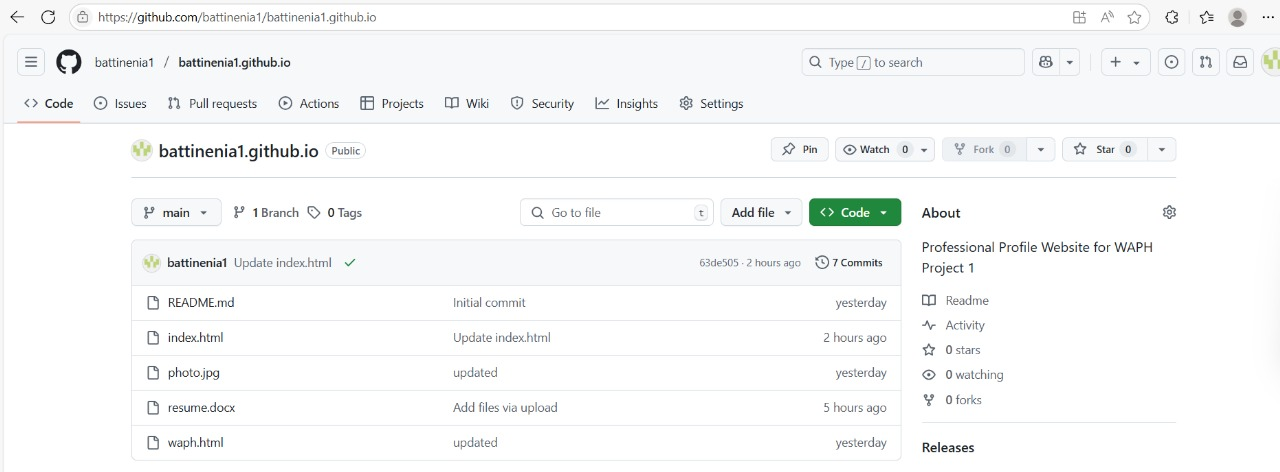 https://github.com/battinenia1/battinenia1.github.io
battinenia1 / battinenia1.github.io
Type / to search
Code Issues Pull requests Actions Projects Wiki Security Insights Settings
battinenia1.github.io Public
Pin Watch 0 Fork 0 Star 0
main 1 Branch 0 Tags Go to file t Add file Code
battinenia1 Update index.html 63de505 · 2 hours ago 7 Commits
README.md Initial commit yesterday
index.html Update index.html 2 hours ago
photo.jpg updated yesterday
resume.docx Add files via upload 5 hours ago
waph.html updated yesterday
About
Professional Profile Website for WAPH
Project 1
Readme
Activity
0 stars
0 watching
0 forks
Releases